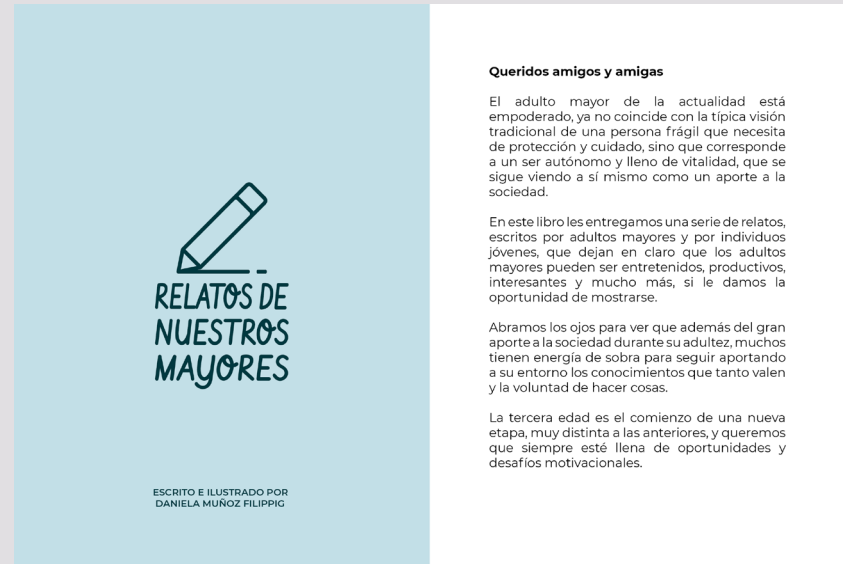 RELATOS DE
NUESTROS
MAYORES
ESCRITO E ILUSTRADO POR
DANIELA MUÑOZ FILIPPIG
Queridos amigos y amigas
El adulto mayor de la actualidad está
empoderado, ya no coincide con la típica visión
tradicional de una persona frágil que necesita
de protección y cuidado, sino que corresponde
a un ser autónomo y lleno de vitalidad, que se
sigue viendo a sí mismo como un aporte a la
sociedad.
En este libro les entregamos una serie de relatos,
escritos por adultos mayores y por individuos
jóvenes, que dejan en claro que los adultos
mayores pueden ser entretenidos, productivos,
interesantes y mucho más, si le damos la
oportunidad de mostrarse.
Abramos los ojos para ver que además del gran
aporte a la sociedad durante su adultez, muchos
tienen energía de sobra para seguir aportando
a su entorno los conocimientos que tanto valen
y la voluntad de hacer cosas.
La tercera edad es el comienzo de una nueva
etapa, muy distinta a las anteriores, y queremos
que siempre esté llena de oportunidades y
desafíos motivacionales.